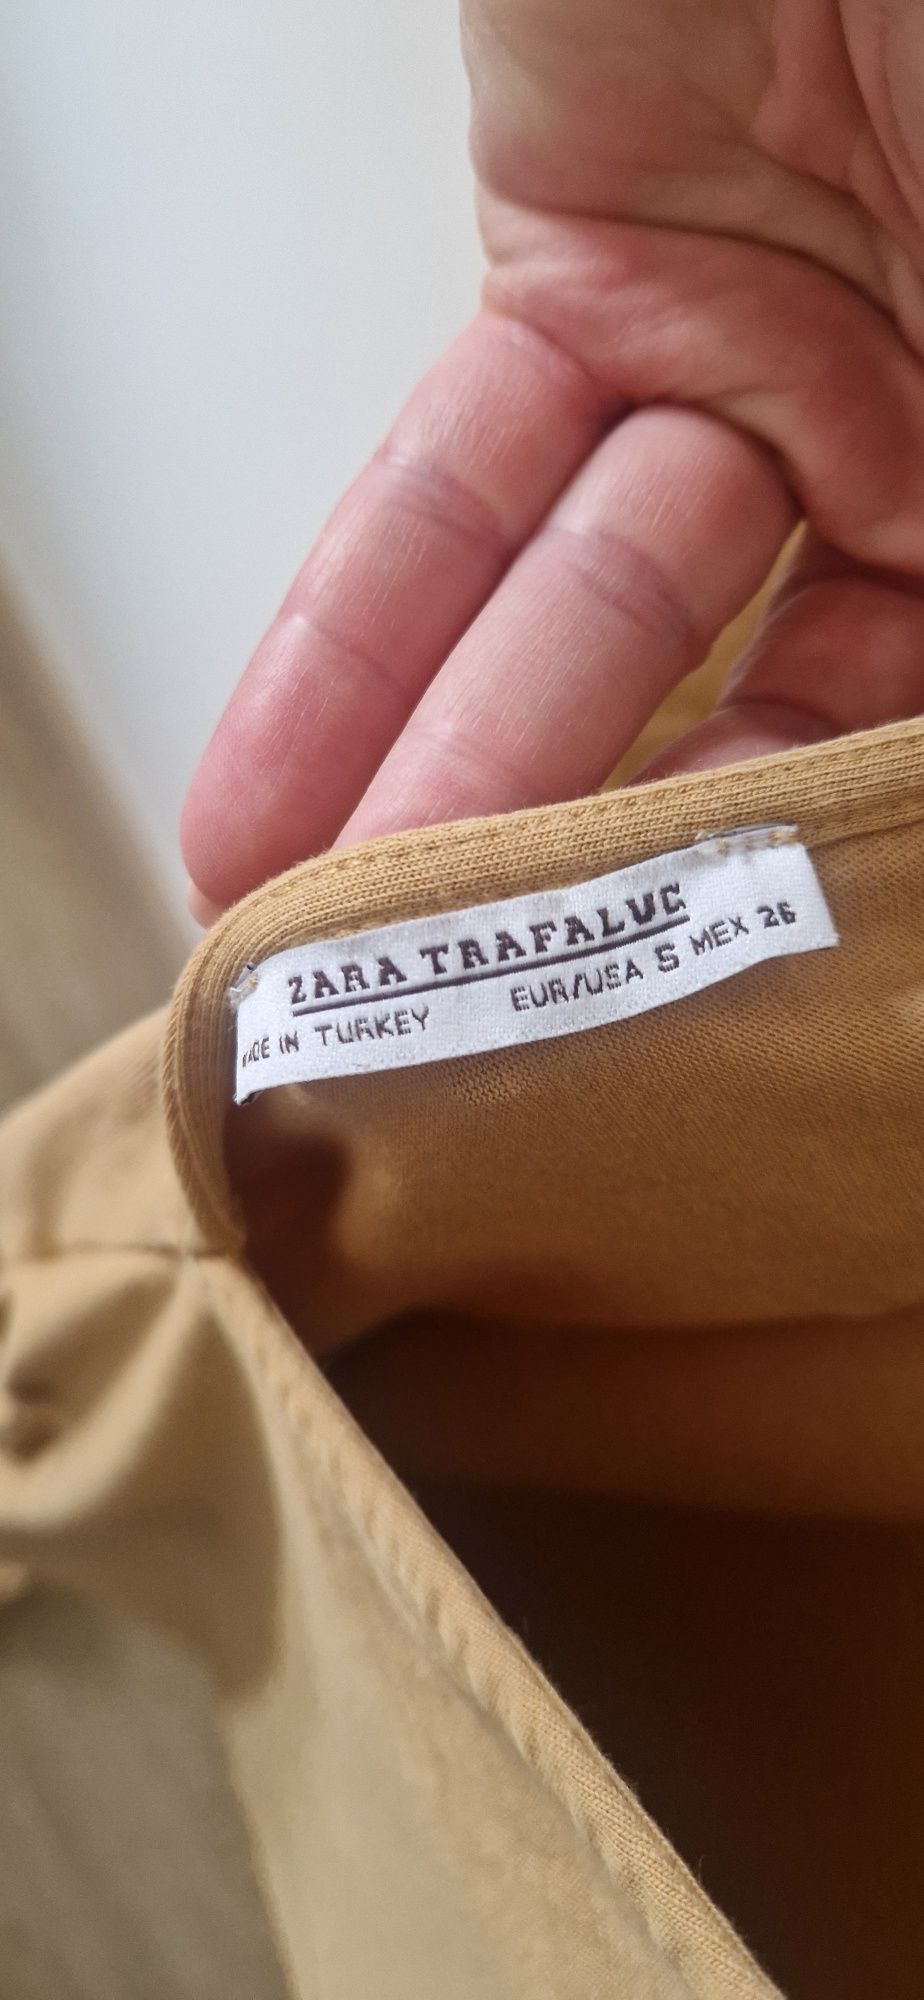 ZARA TRAFALUC
MADE IN TURKEY EUR/USA S MEX 26